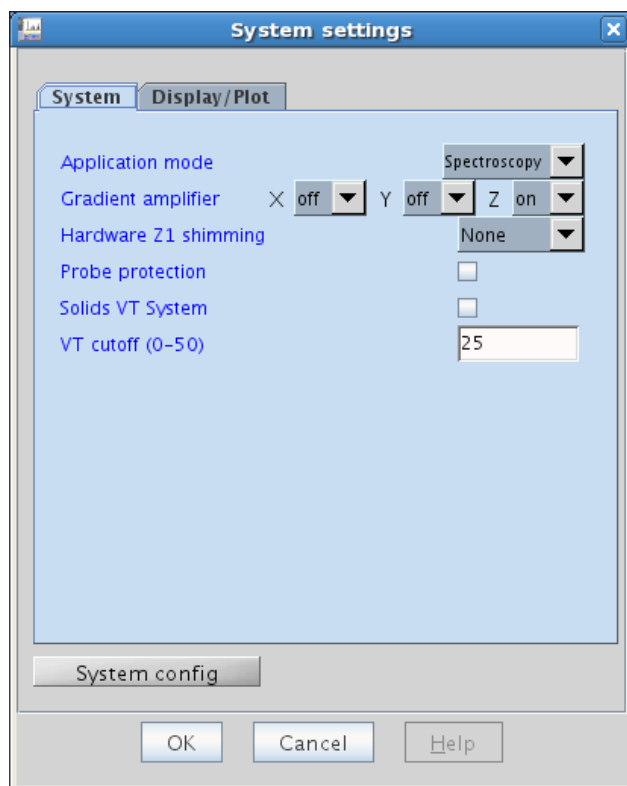 System settings
System Display/Plot
Application mode Spectroscopy
Gradient amplifier X off Y off Z on
Hardware Z1 shimming None
Probe protection
Solids VT System
VT cutoff (0-50) 25
System config
OK Cancel Help